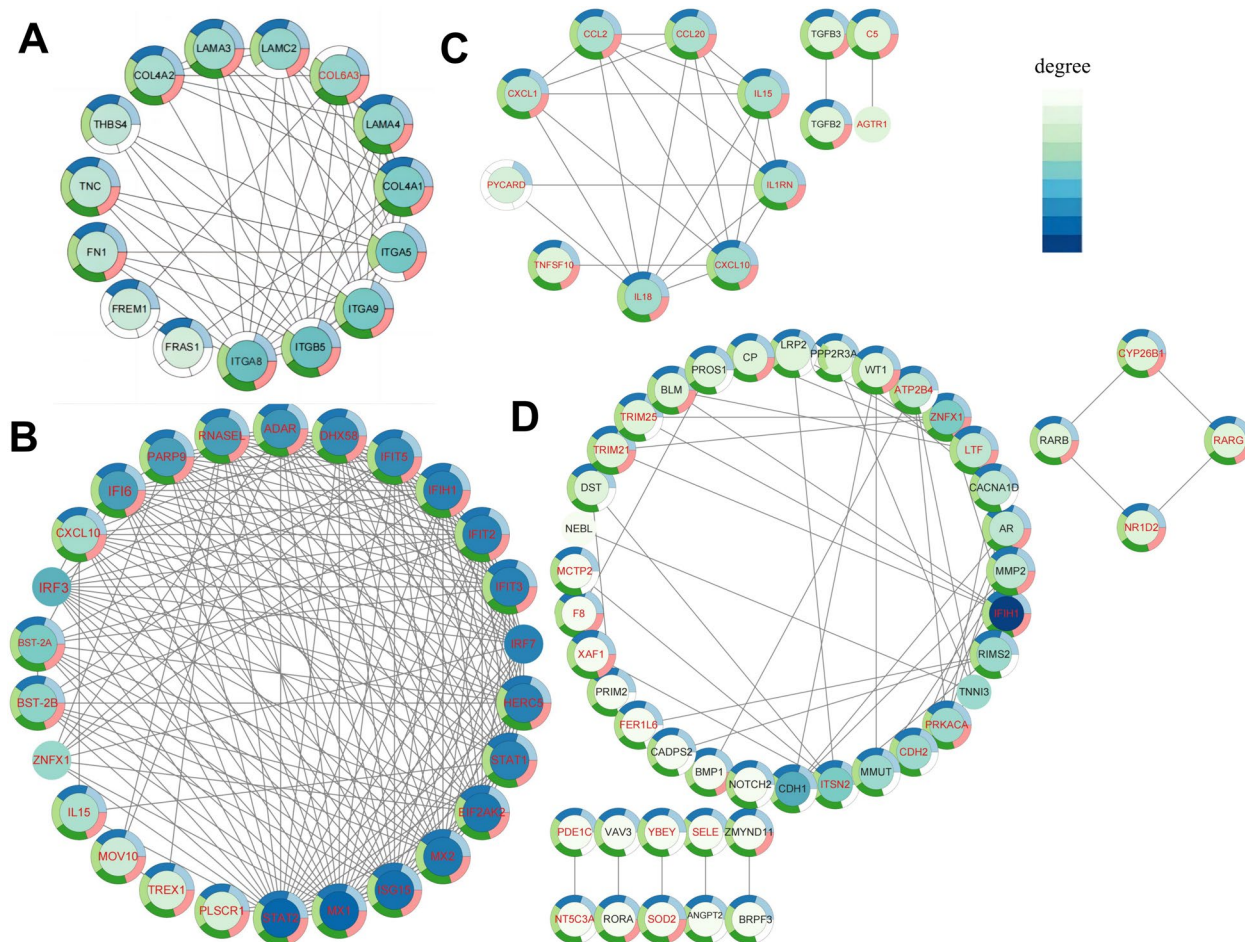 A
LAMA3
LAMC2
COL4A2
COL6A3
THBS4
LAMA4
TNC
COL4A1
FN1
ITGA5
FREM1
ITGA9
FRAS1
ITGA8
ITGB5
B
RNASEL
ADAR
DHX58
PARP9
IFIT5
IFI6
IFIH1
CXCL10
IFIT2
IRF3
IFIT3
BST-2A
IRF7
BST-2B
HERC5
ZNFX1
STAT1
IL15
EIF2AK2
MOV10
MX2
TREX1
ISG15
PLSCR1
MX1
C
CCL2
CCL20
CXCL1
IL15
PYCARD
IL1RN
TNFSF10
CXCL10
IL18
TGFB3
C5
TGFB2
AGTR1
degree
D
LRP2
PPP2R3A
CP
WT1
PROS1
ATP2B4
BLM
ZNFX1
TRIM25
LTF
TRIM21
CACNA1D
DST
AR
NEBL
MMP2
MCTP2
IFIH1
F8
RIMS2
XAF1
TNNI3
PRIM2
PRKACA
FER1L6
CDH2
CADPS2
MMUT
BMP1
ITSN2
NOTCH2
CDH1
CYP26B1
RARB
RARG
NR1D2
PDE1C
VAV3
YBEY
SELE
ZMYND11
NT5C3A
RORA
SOD2
ANGPT2
BRPF3